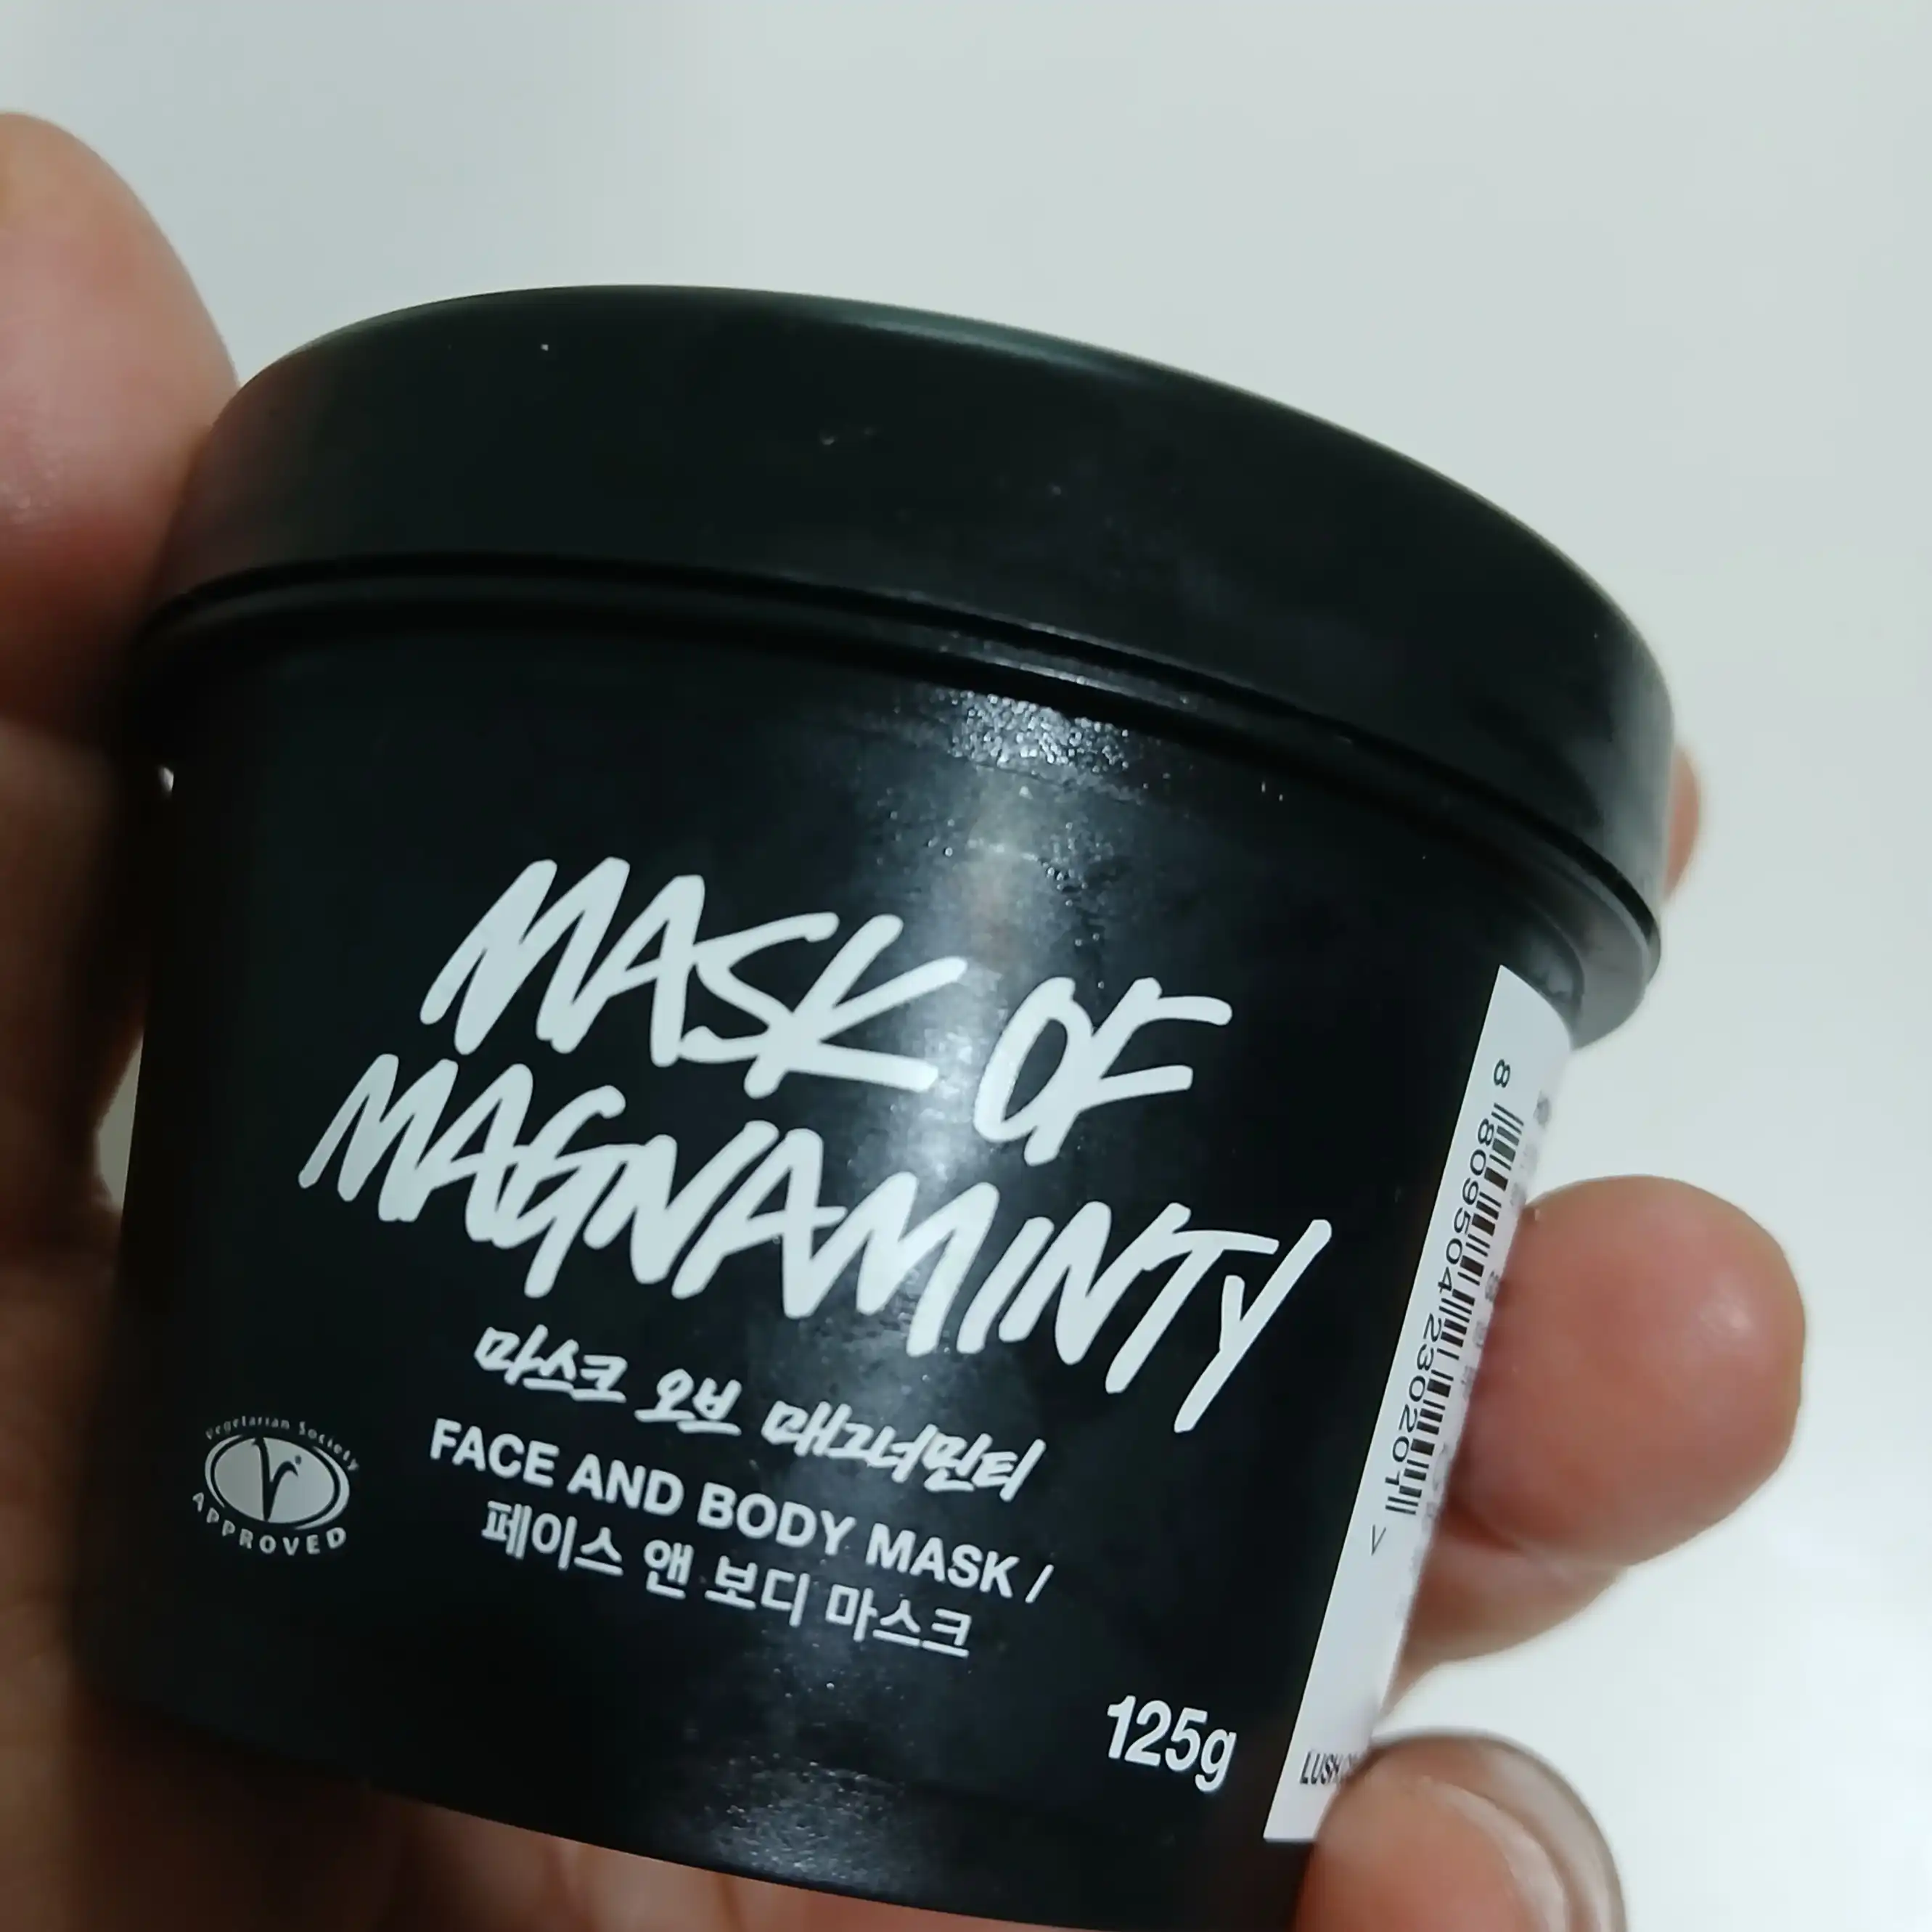 MASK OF
MAGNAMINTY
마스크 오브 매그너민티
FACE AND BODY MASK /
페이스 앤 보디 마스크
Vegetarian Society
APPROVED
125g
8 809504 230201 >
LUSH